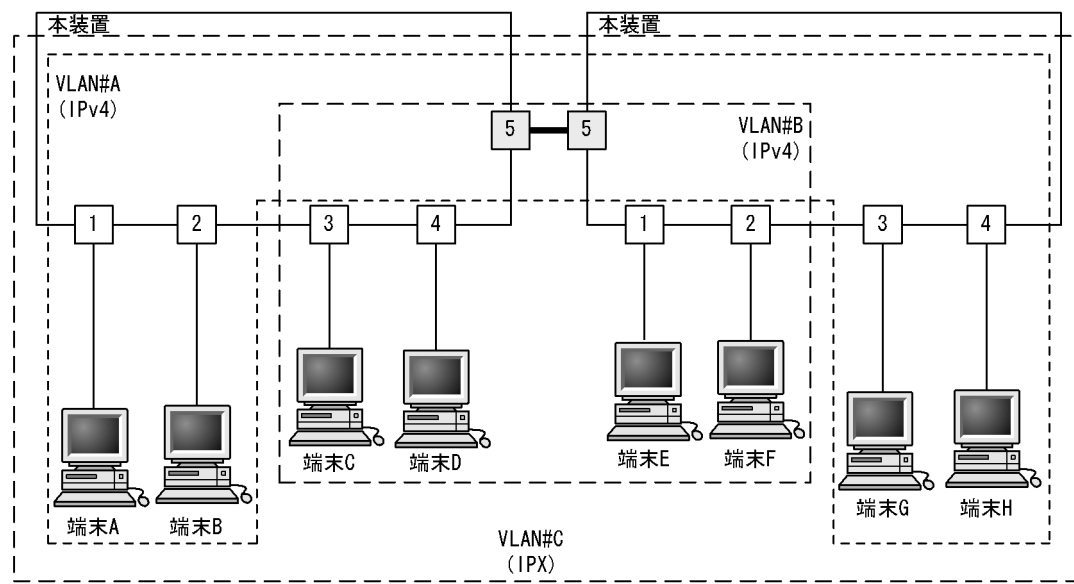 本装置
本装置
VLAN#A
(IPv4)
VLAN#B
(IPv4)
5
5
1
2
3
4
1
2
3
4
端末A
端末B
端末C
端末D
端末E
端末F
端末G
端末H
VLAN#C
(IPX)